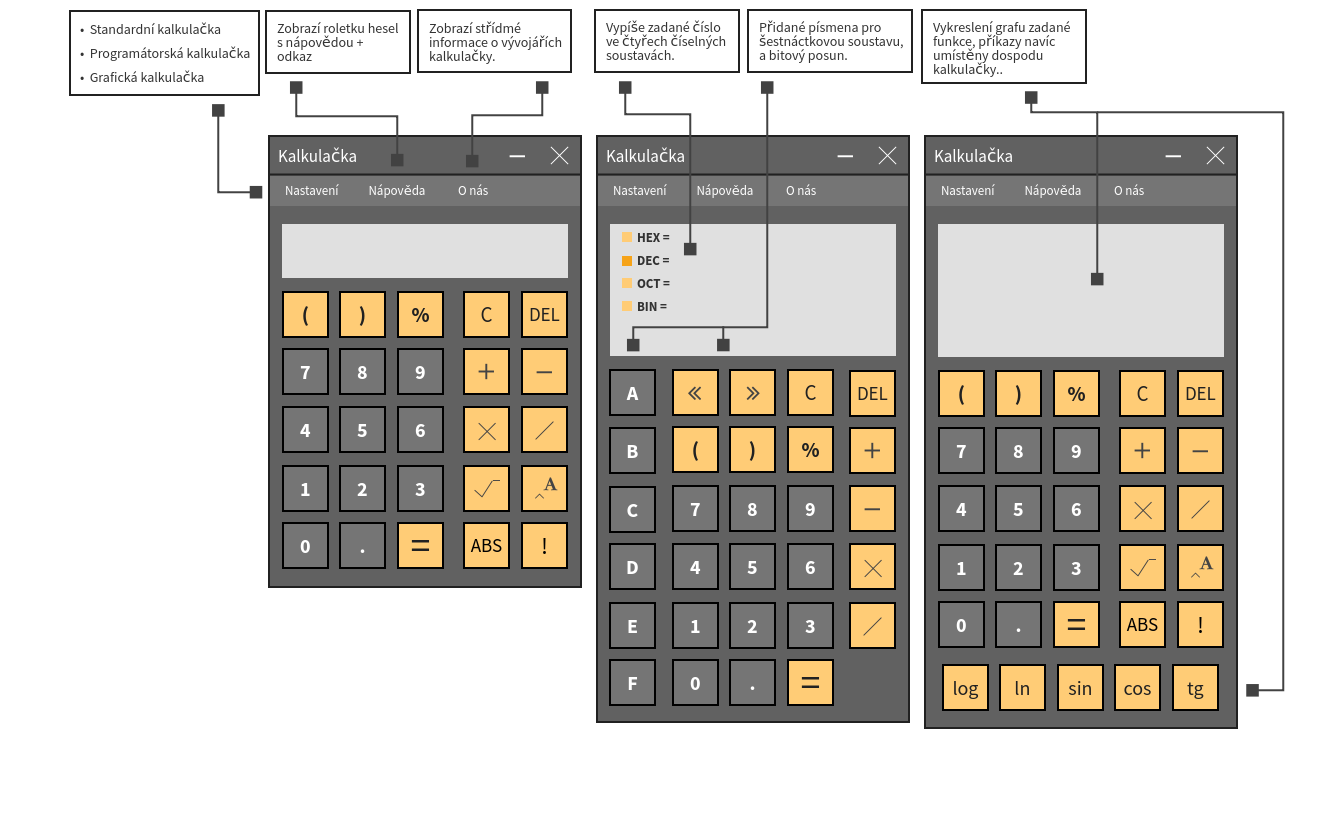 • Standardní kalkulačka
• Programátorská kalkulačka
• Grafická kalkulačka
Zobrazí roletku hesel
s nápovědou +
odkaz
Zobrazí střídmé
informace o vývojářích
kalkulačky.
Vypíše zadané číslo
ve čtyřech číselných
soustavách.
Přidané písmena pro
šestnáctkovou soustavu,
a bitový posun.
Vykreslení grafu zadané
funkce, příkazy navíc
umístěny dospodu
kalkulačky..
Kalkulačka
Nastavení Nápověda O nás
( ) % C DEL
7 8 9 + −
4 5 6 × ∕
1 2 3 √ ^A
0 . = ABS !
Kalkulačka
Nastavení Nápověda O nás
HEX =
DEC =
OCT =
BIN =
A « » C DEL
B ( ) % +
C 7 8 9 −
D 4 5 6 ×
E 1 2 3 ∕
F 0 . =
Kalkulačka
Nastavení Nápověda O nás
( ) % C DEL
7 8 9 + −
4 5 6 × ∕
1 2 3 √ ^A
0 . = ABS !
log ln sin cos tg